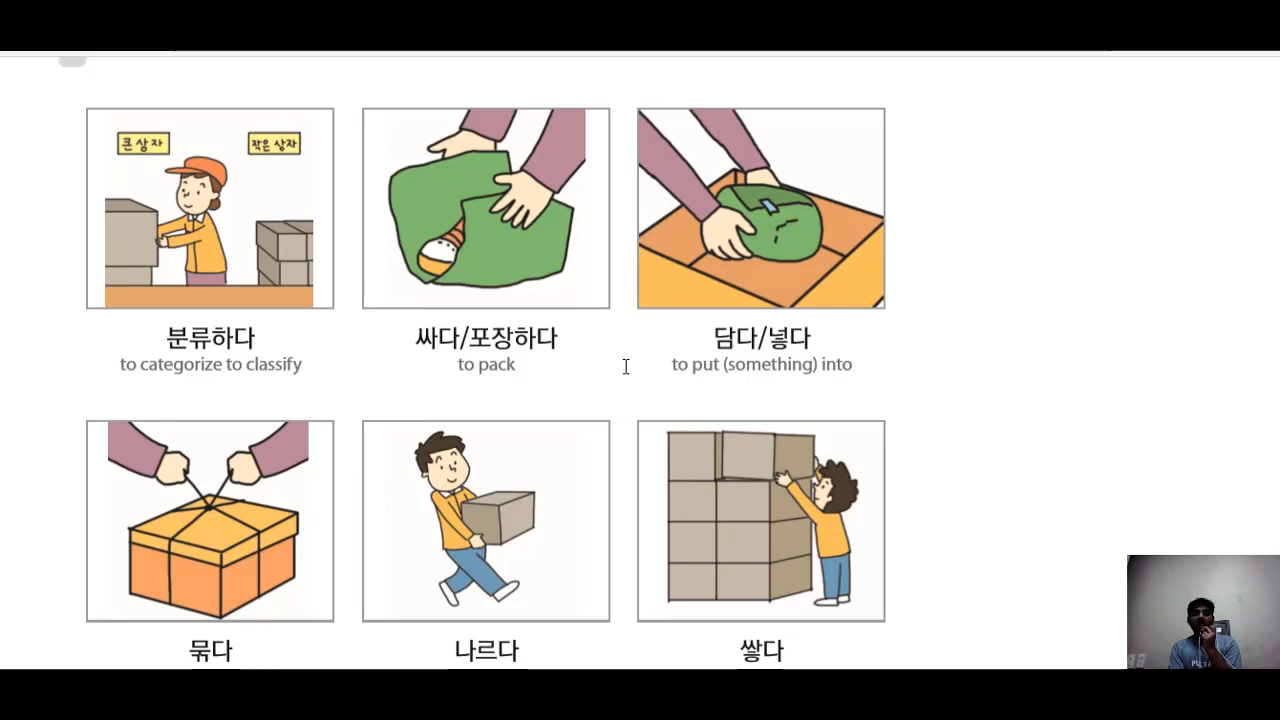 큰 상자
작은 상자
분류하다
to categorize to classify
싸다/포장하다
to pack
담다/넣다
to put (something) into
묶다
나르다
쌓다